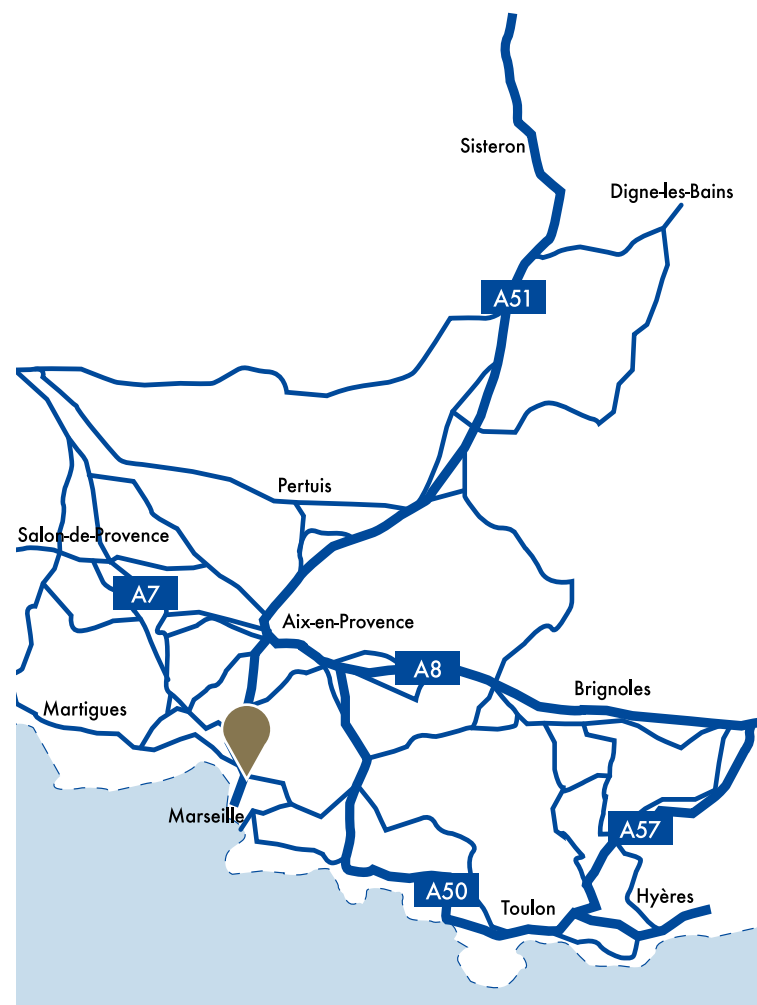 Sisteron
Digne-les-Bains
A51
Pertuis
Salon-de-Provence
A7
Aix-en-Provence
A8
Brignoles
Martigues
Marseille
A57
A50
Toulon
Hyères